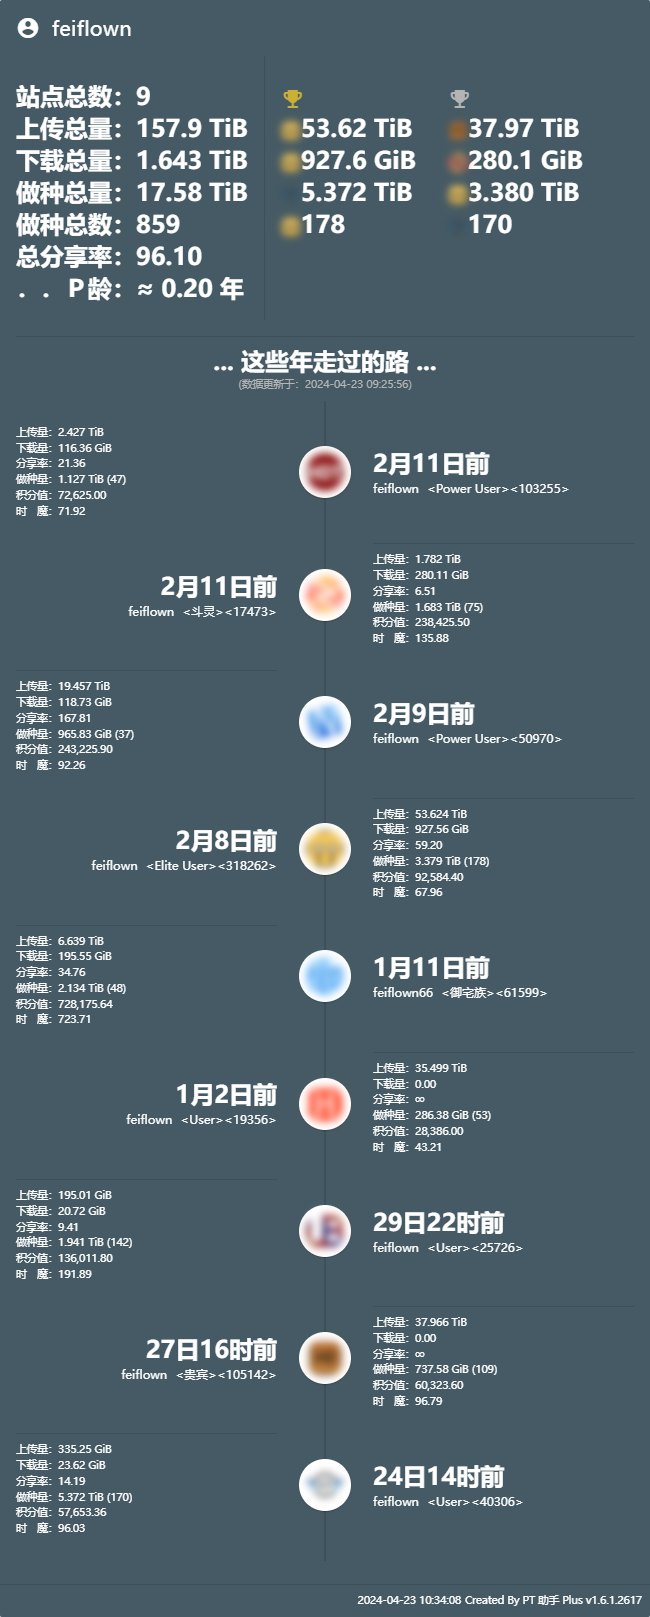 feiflown
站点总数：9
上传总量：157.9 TiB 53.62 TiB 37.97 TiB
下载总量：1.643 TiB 927.6 GiB 280.1 GiB
做种总量：17.58 TiB 5.372 TiB 3.380 TiB
做种总数：859 178 170
总分享率：96.10
．．P龄：≈ 0.20 年
... 这些年走过的路 ...
(数据更新于：2024-04-23 09:25:56)
上传量：2.427 TiB
下载量：116.36 GiB
分享率：21.36
做种量：1.127 TiB (47)
积分值：72,625.00
时　魔：71.92
2月11日前
feiflown <Power User><103255>
2月11日前
feiflown <斗灵><17473>
上传量：1.782 TiB
下载量：280.11 GiB
分享率：6.51
做种量：1.683 TiB (75)
积分值：238,425.50
时　魔：135.88
上传量：19.457 TiB
下载量：118.73 GiB
分享率：167.81
做种量：965.83 GiB (37)
积分值：243,225.90
时　魔：92.26
2月9日前
feiflown <Power User><50970>
2月8日前
feiflown <Elite User><318262>
上传量：53.624 TiB
下载量：927.56 GiB
分享率：59.20
做种量：3.379 TiB (178)
积分值：92,584.40
时　魔：67.96
上传量：6.639 TiB
下载量：195.55 GiB
分享率：34.76
做种量：2.134 TiB (48)
积分值：728,175.64
时　魔：723.71
1月11日前
feiflown66 <御宅族><61599>
1月2日前
feiflown <User><19356>
上传量：35.499 TiB
下载量：0.00
分享率：∞
做种量：286.38 GiB (53)
积分值：28,386.00
时　魔：43.21
上传量：195.01 GiB
下载量：20.72 GiB
分享率：9.41
做种量：1.941 TiB (142)
积分值：136,011.80
时　魔：191.89
29日22时前
feiflown <User><25726>
27日16时前
feiflown <贵宾><105142>
上传量：37.966 TiB
下载量：0.00
分享率：∞
做种量：737.58 GiB (109)
积分值：60,323.60
时　魔：96.79
上传量：335.25 GiB
下载量：23.62 GiB
分享率：14.19
做种量：5.372 TiB (170)
积分值：57,653.36
时　魔：96.03
24日14时前
feiflown <User><40306>
2024-04-23 10:34:08 Created By PT 助手 Plus v1.6.1.2617